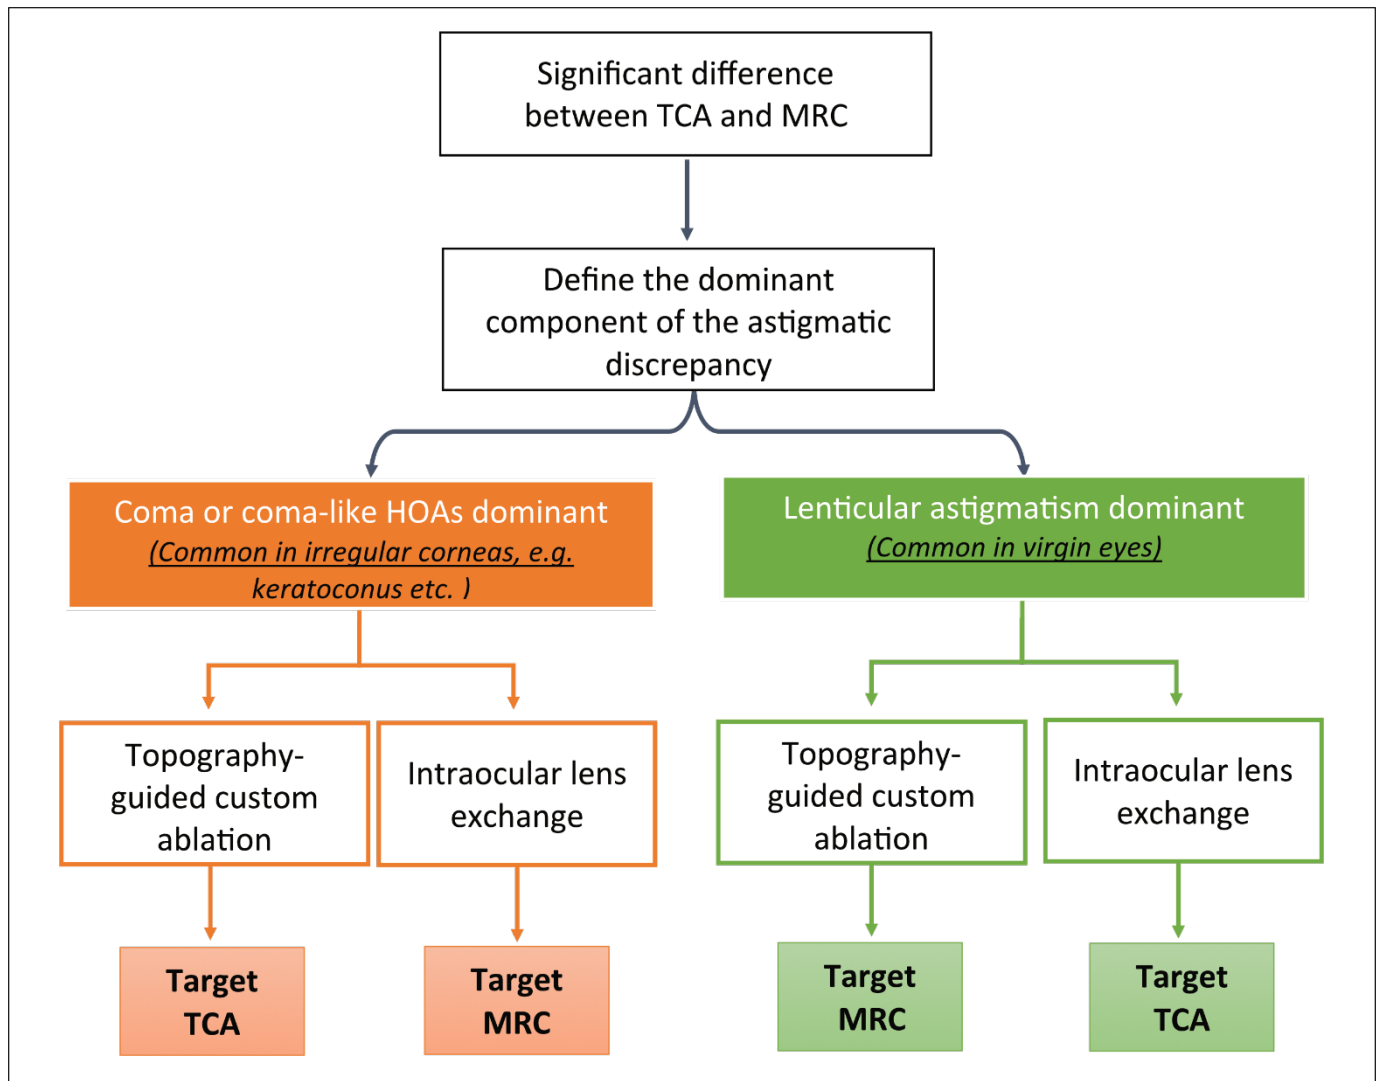 Significant difference
between TCA and MRC
Define the dominant
component of the astigmatic
discrepancy
Coma or coma-like HOAs dominant
(Common in irregular corneas, e.g.
keratoconus etc. )
Lenticular astigmatism dominant
(Common in virgin eyes)
Topography-
guided custom
ablation
Intraocular lens
exchange
Topography-
guided custom
ablation
Intraocular lens
exchange
Target
TCA
Target
MRC
Target
MRC
Target
TCA